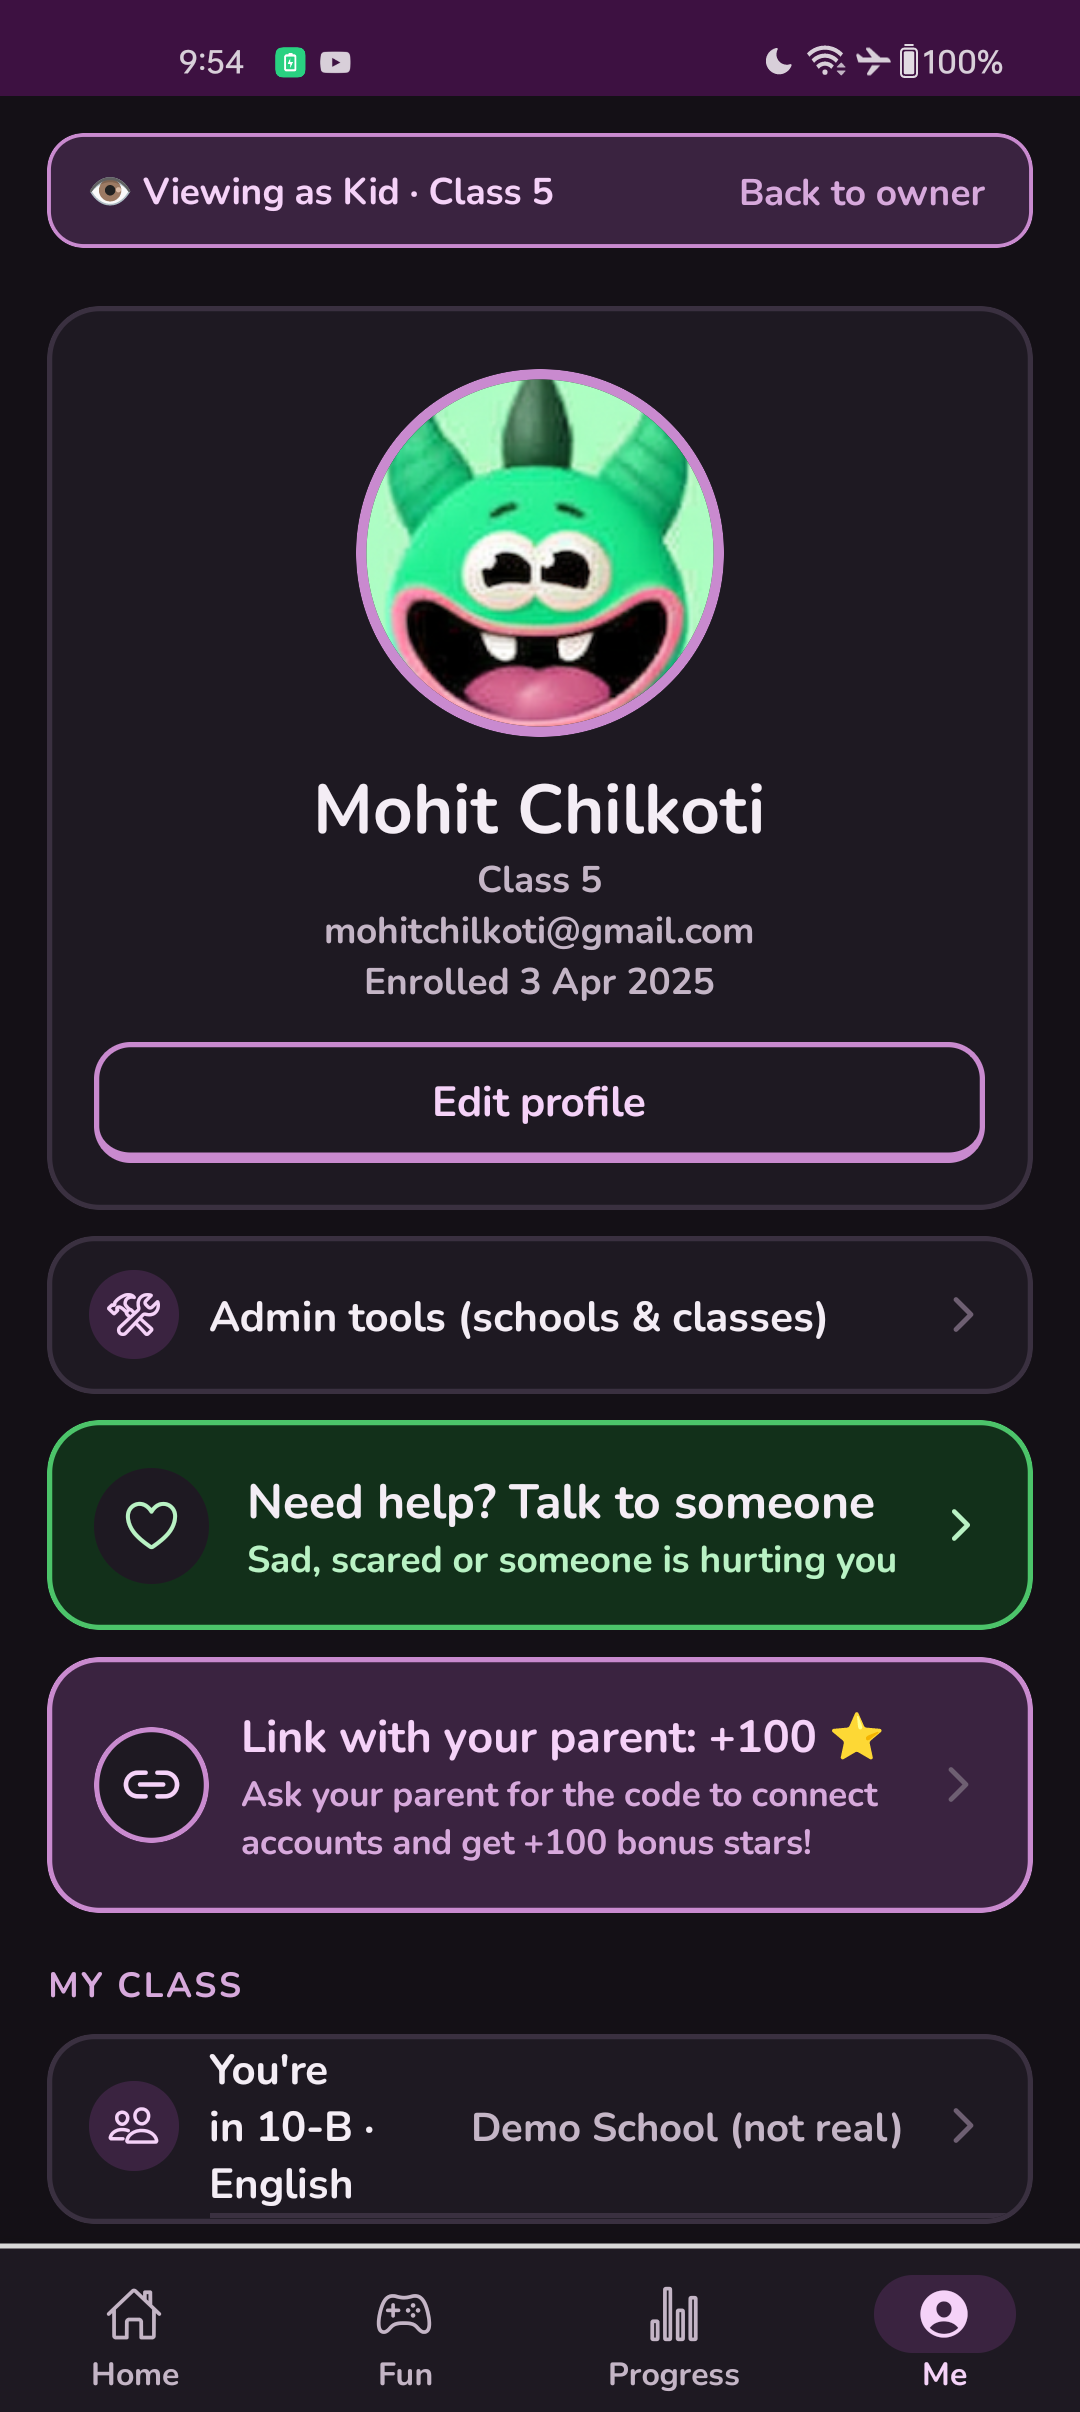 9:54
100%
Viewing as Kid · Class 5
Back to owner
Mohit Chilkoti
Class 5
mohitchilkoti@gmail.com
Enrolled 3 Apr 2025
Edit profile
Admin tools (schools & classes)
Need help? Talk to someone
Sad, scared or someone is hurting you
Link with your parent: +100 ⭐
Ask your parent for the code to connect
accounts and get +100 bonus stars!
MY CLASS
You're
in 10-B ·
English
Demo School (not real)
Home
Fun
Progress
Me